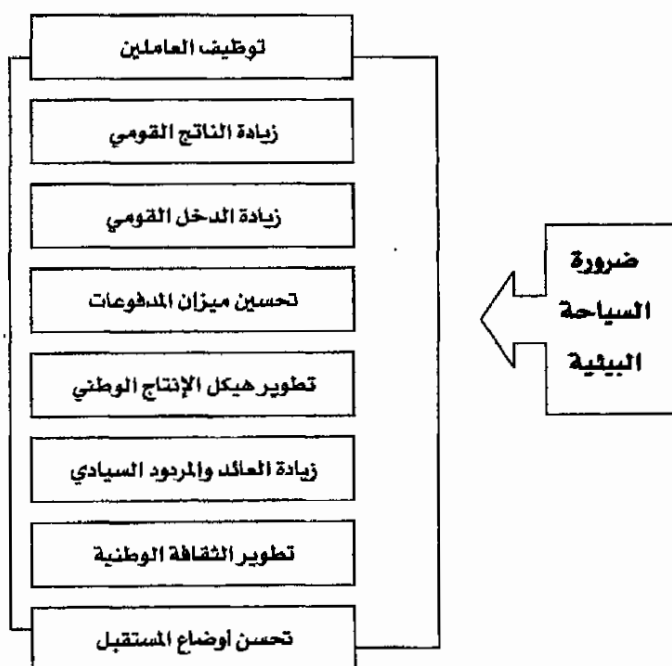 توظيف العاملين
زيادة الناتج القومي
زيادة الدخل القومي
تحسين ميزان المدفوعات
تطوير هيكل الإنتاج الوطني
زيادة العائد والمردود السيادي
تطوير الثقافة الوطنية
تحسن أوضاع المستقبل
ضرورة
السياحة
البيئية